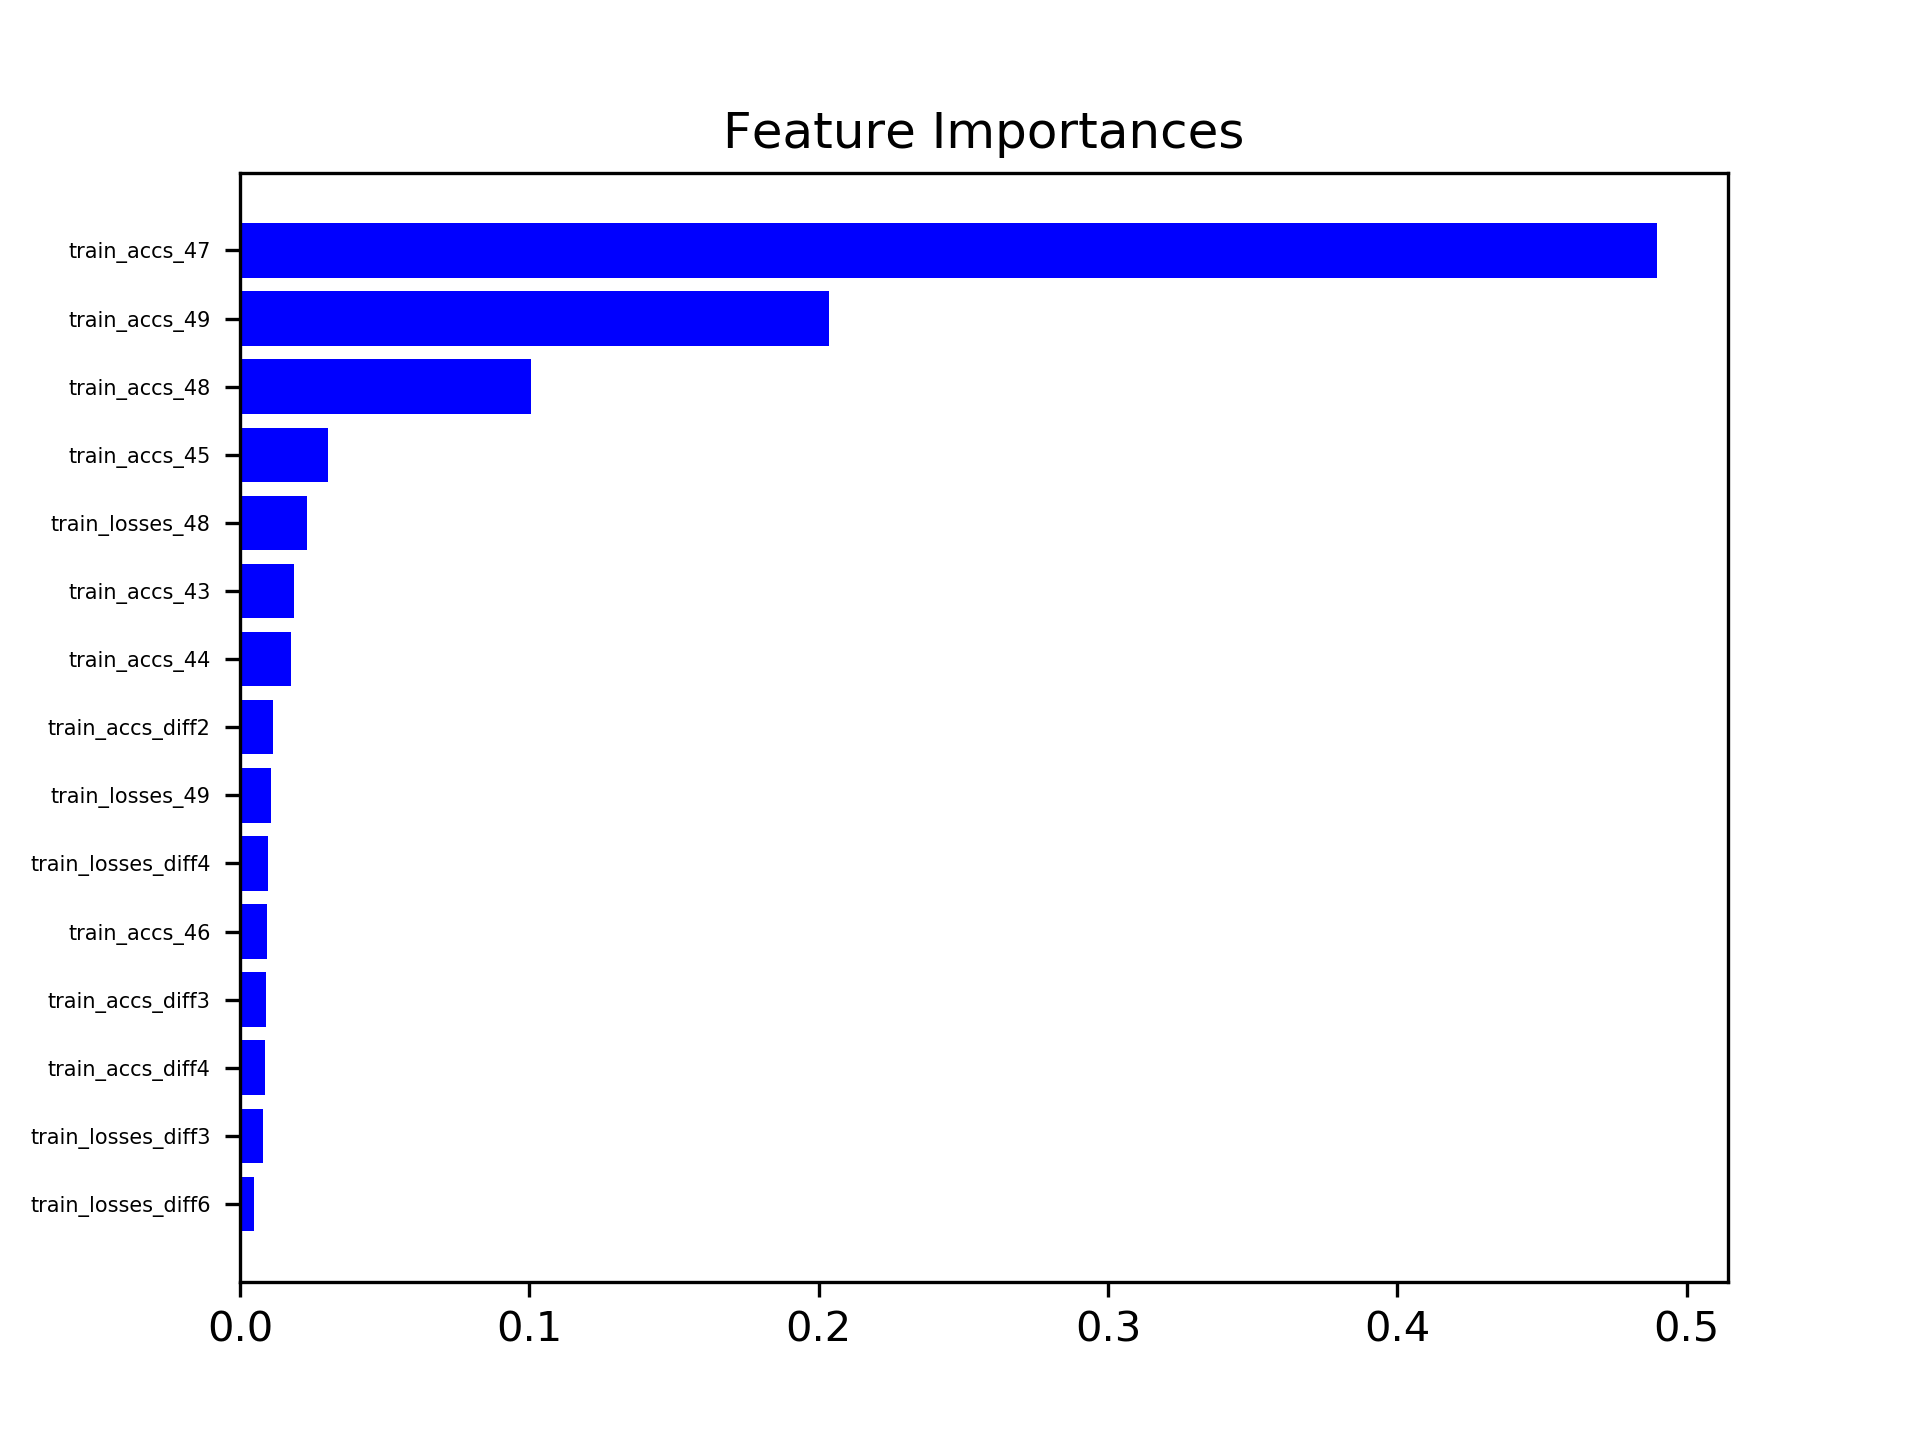 Feature Importances
train_accs_47
train_accs_49
train_accs_48
train_accs_45
train_losses_48
train_accs_43
train_accs_44
train_accs_diff2
train_losses_49
train_losses_diff4
train_accs_46
train_accs_diff3
train_accs_diff4
train_losses_diff3
train_losses_diff6
0.0 0.1 0.2 0.3 0.4 0.5